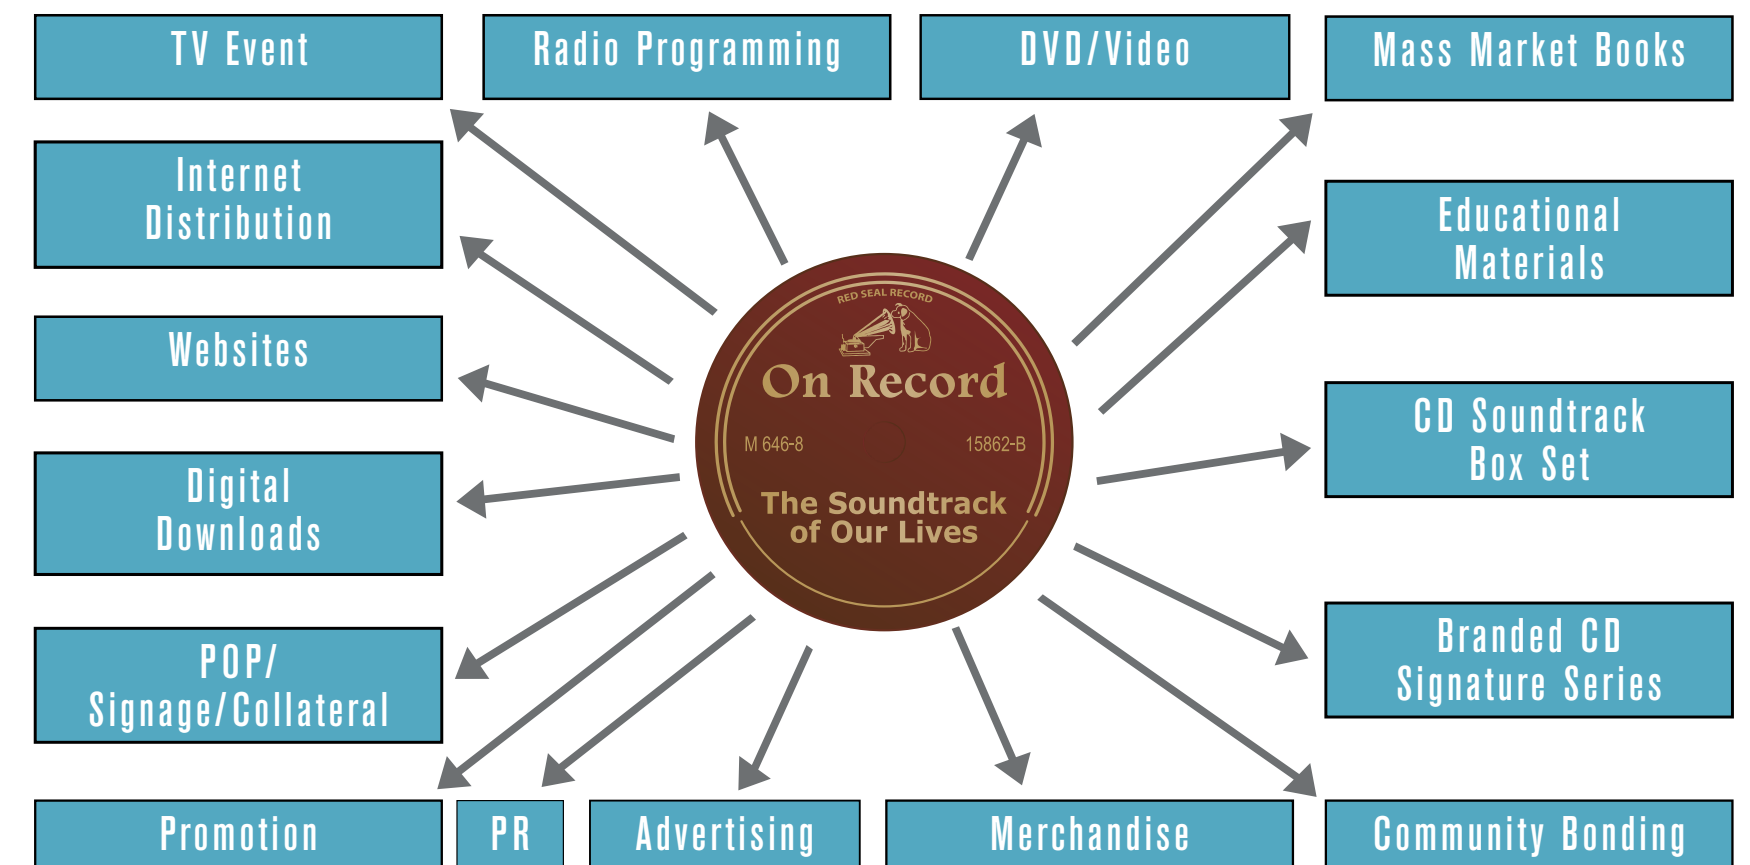 TV Event
Radio Programming
DVD/Video
Mass Market Books
Internet
Distribution
Educational
Materials
Websites
RED SEAL RECORD
On Record
M 646-8
15862-B
The Soundtrack
of Our Lives
CD Soundtrack
Box Set
Digital
Downloads
POP/
Signage/Collateral
Branded CD
Signature Series
Promotion
PR
Advertising
Merchandise
Community Bonding